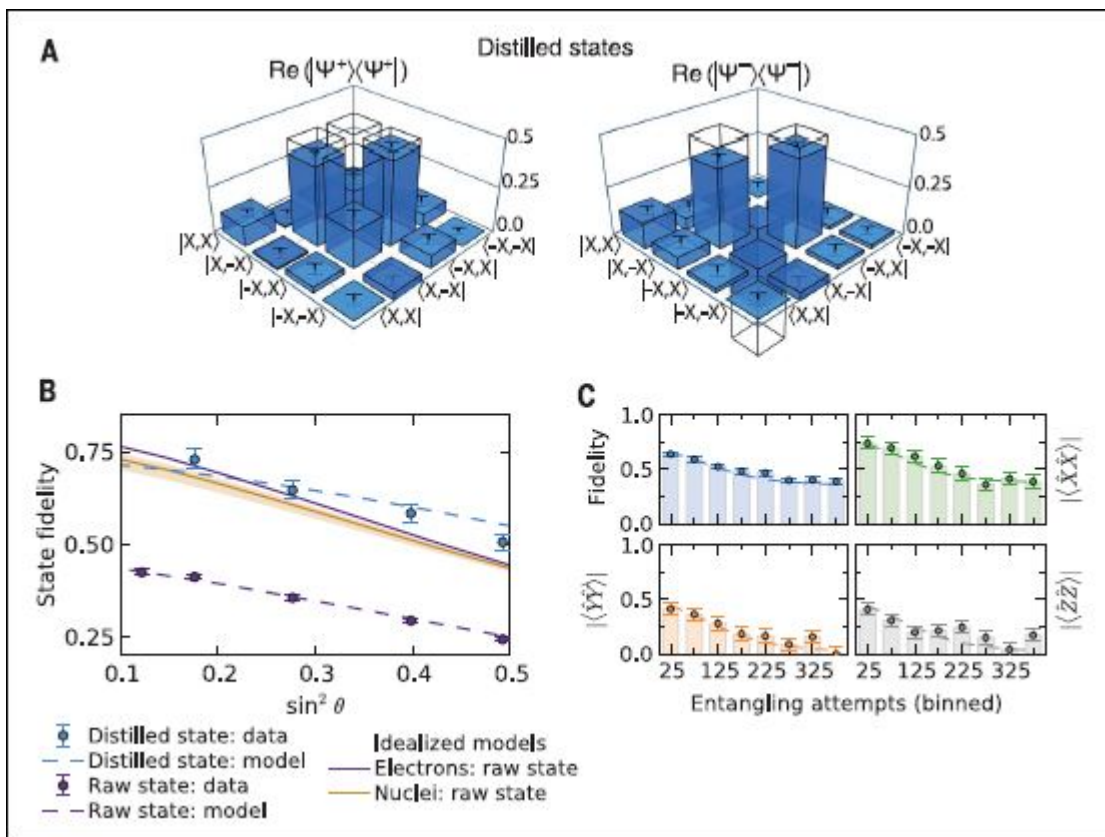 A
Distilled states
Re (|Ψ⁺⟩⟨Ψ⁺|)
Re (|Ψ⁻⟩⟨Ψ⁻|)
0.5
0.25
0.0
|X,X⟩
|X,-X⟩
|-X,X⟩
|-X,-X⟩
⟨-X,-X|
⟨-X,X|
⟨X,-X|
⟨X,X|
0.5
0.25
0.0
|X,X⟩
|X,-X⟩
|-X,X⟩
|-X,-X⟩
⟨-X,-X|
⟨-X,X|
⟨X,-X|
⟨X,X|
B
State fidelity
0.75
0.50
0.25
0.1 0.2 0.3 0.4 0.5
sin² θ
Distilled state: data
Distilled state: model
Raw state: data
Raw state: model
Idealized models
Electrons: raw state
Nuclei: raw state
C
Fidelity
1.0
0.5
0.0
|⟨X̂X̂⟩|
|⟨ŶŶ⟩|
1.0
0.5
0.0
|⟨ẐẐ⟩|
25 125 225 325
25 125 225 325
Entangling attempts (binned)